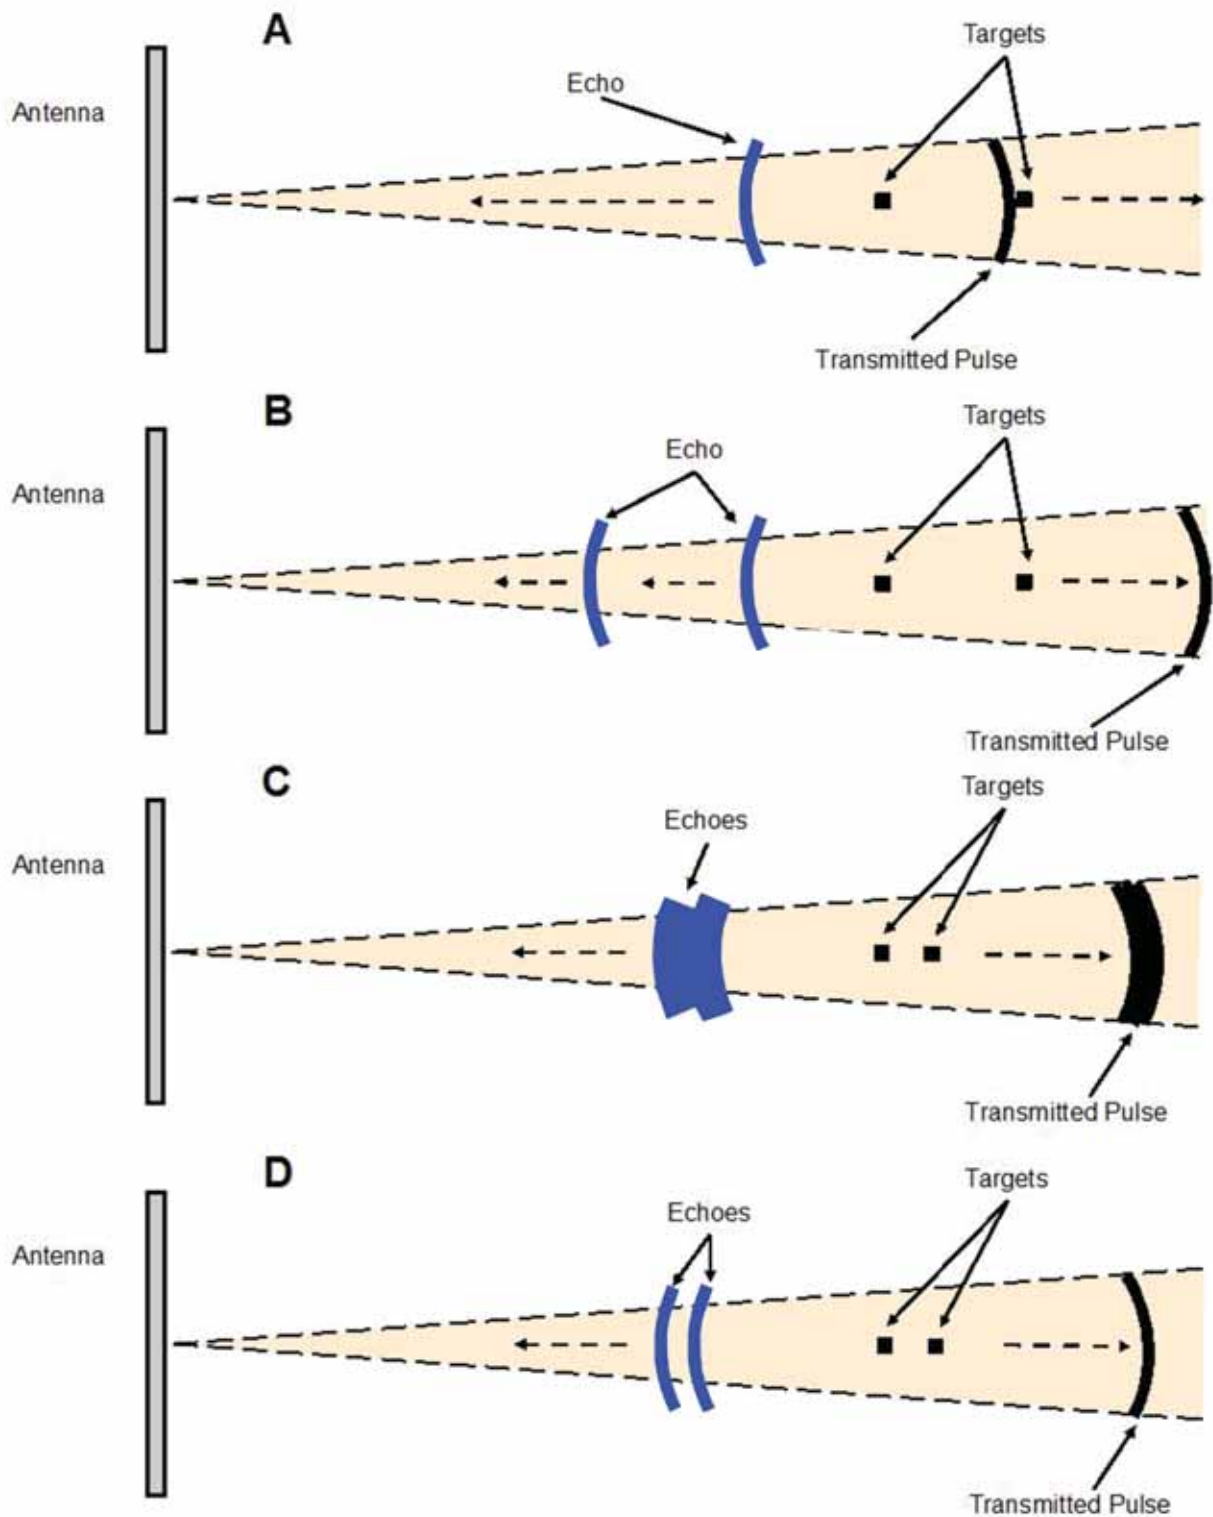 A
Targets
Echo
Antenna
Transmitted Pulse
B
Targets
Echo
Antenna
Transmitted Pulse
C
Targets
Echoes
Antenna
Transmitted Pulse
D
Targets
Echoes
Antenna
Transmitted Pulse